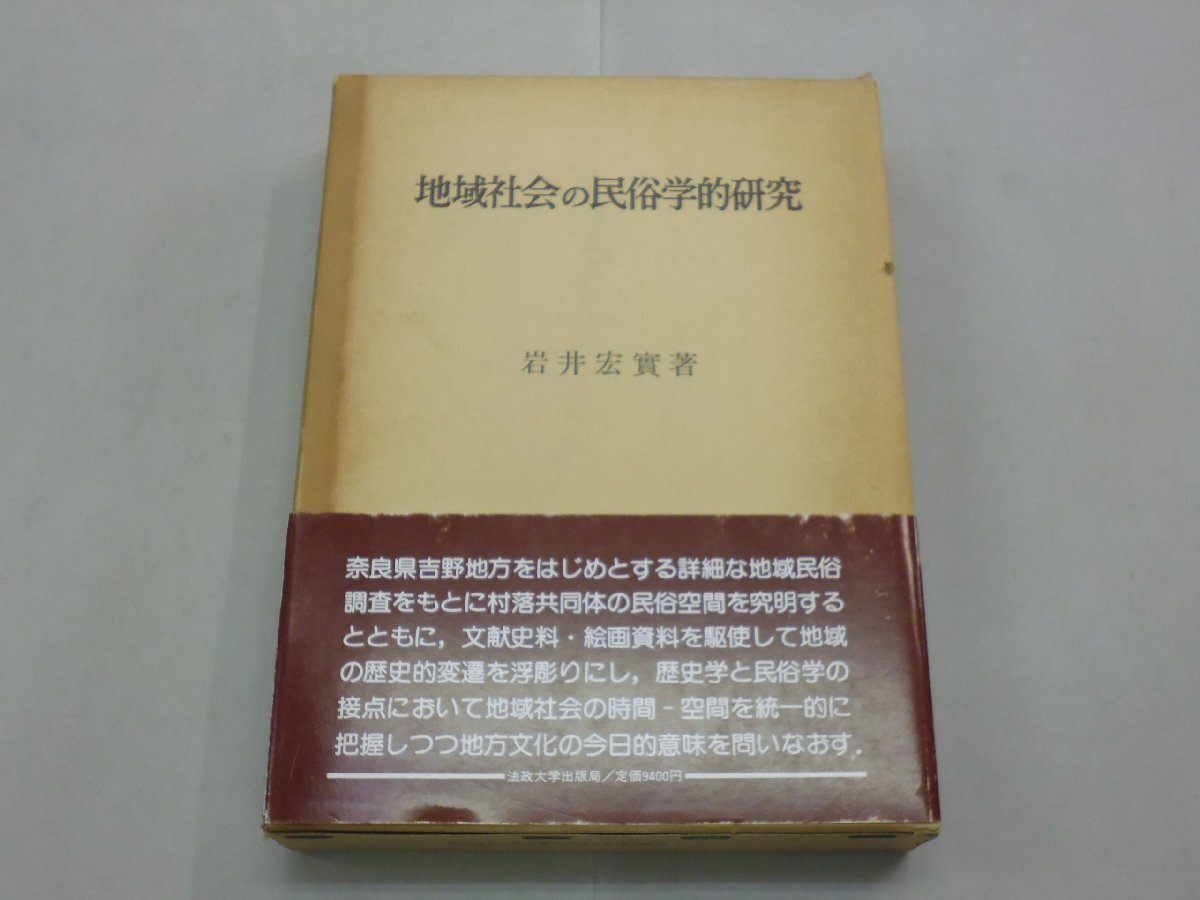 地域社会の民俗学的研究
岩井宏實著
奈良県吉野地方をはじめとする詳細な地域民俗
調査をもとに村落共同体の民俗空間を究明する
とともに，文献史料・絵画資料を駆使して地域
の歴史的変遷を浮彫りにし，歴史学と民俗学の
接点において地域社会の時間－空間を統一的に
把握しつつ地方文化の今日的意味を問いなおす．
法政大学出版局／定価9400円